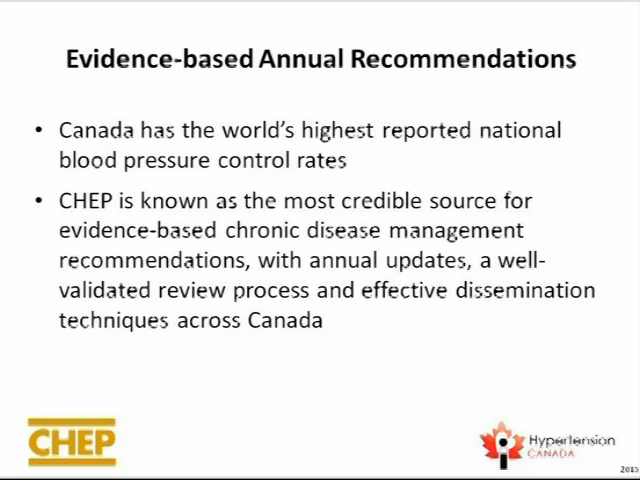 Evidence-based Annual Recommendations
• Canada has the world's highest reported national
blood pressure control rates
• CHEP is known as the most credible source for
evidence-based chronic disease management
recommendations, with annual updates, a well-
validated review process and effective dissemination
techniques across Canada
CHEP
Hypertension
CANADA
2015